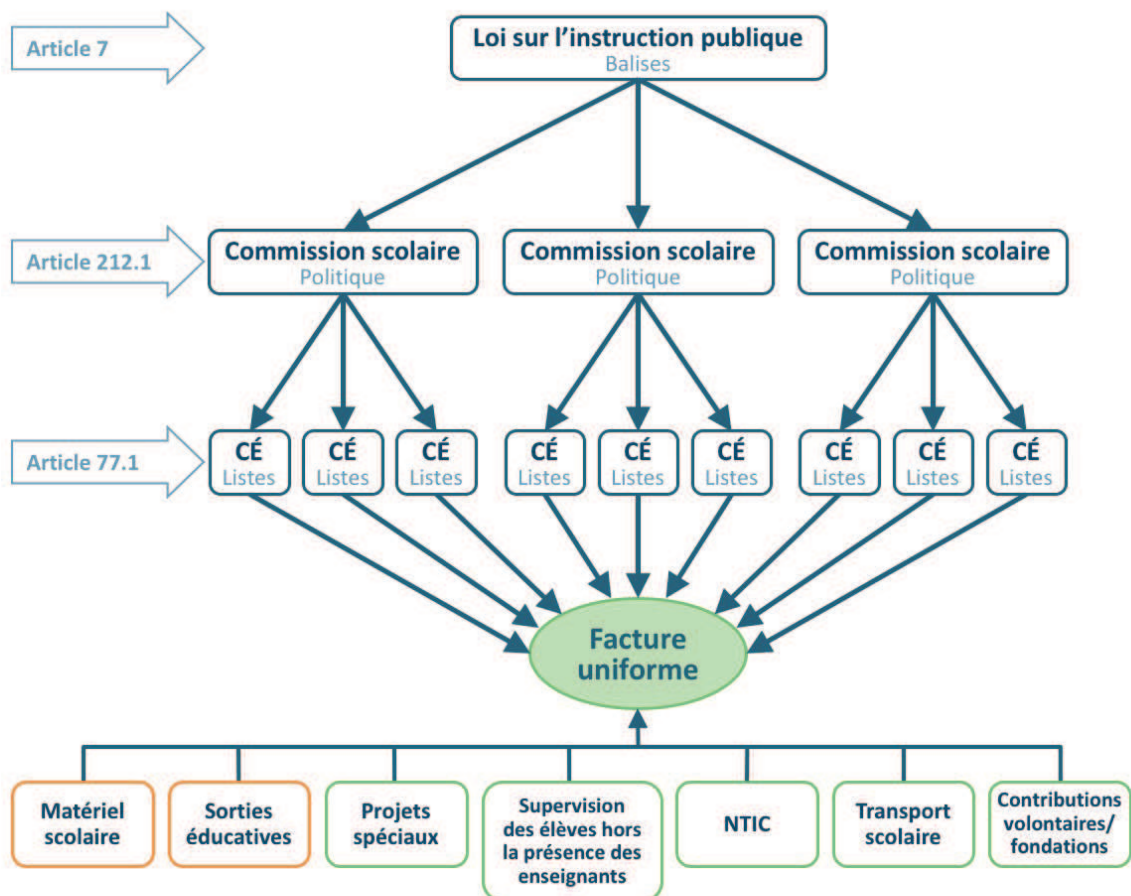 Article 7
Loi sur l’instruction publique
Balises
Article 212.1
Commission scolaire
Politique
Commission scolaire
Politique
Commission scolaire
Politique
Article 77.1
CÉ
Listes
CÉ
Listes
CÉ
Listes
CÉ
Listes
CÉ
Listes
CÉ
Listes
CÉ
Listes
CÉ
Listes
CÉ
Listes
Facture
uniforme
Matériel
scolaire
Sorties
éducatives
Projets
spéciaux
Supervision
des élèves hors
la présence des
enseignants
NTIC
Transport
scolaire
Contributions
volontaires/
fondations